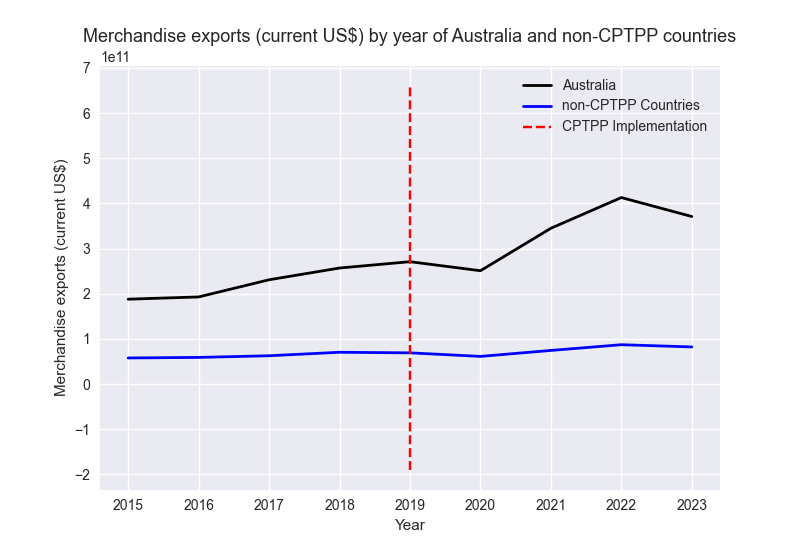 Merchandise exports (current US$) by year of Australia and non-CPTPP countries
1e11
7
6
5
4
3
2
1
0
−1
−2
Merchandise exports (current US$)
Australia
non-CPTPP Countries
CPTPP Implementation
2015 2016 2017 2018 2019 2020 2021 2022 2023
Year